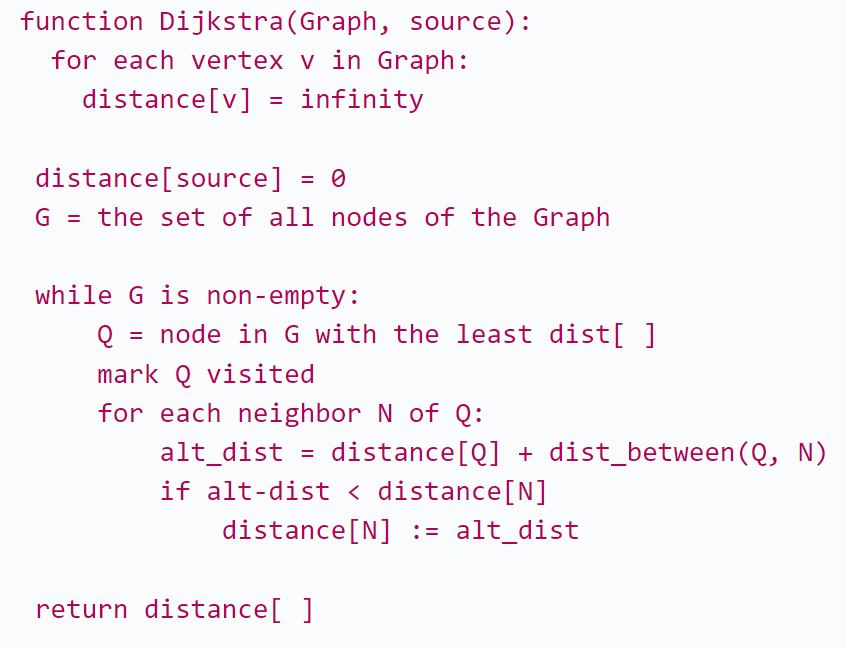 function Dijkstra(Graph, source):
for each vertex v in Graph:
distance[v] = infinity
distance[source] = 0
G = the set of all nodes of the Graph
while G is non-empty:
Q = node in G with the least dist[ ]
mark Q visited
for each neighbor N of Q:
alt_dist = distance[Q] + dist_between(Q, N)
if alt-dist < distance[N]
distance[N] := alt_dist
return distance[ ]